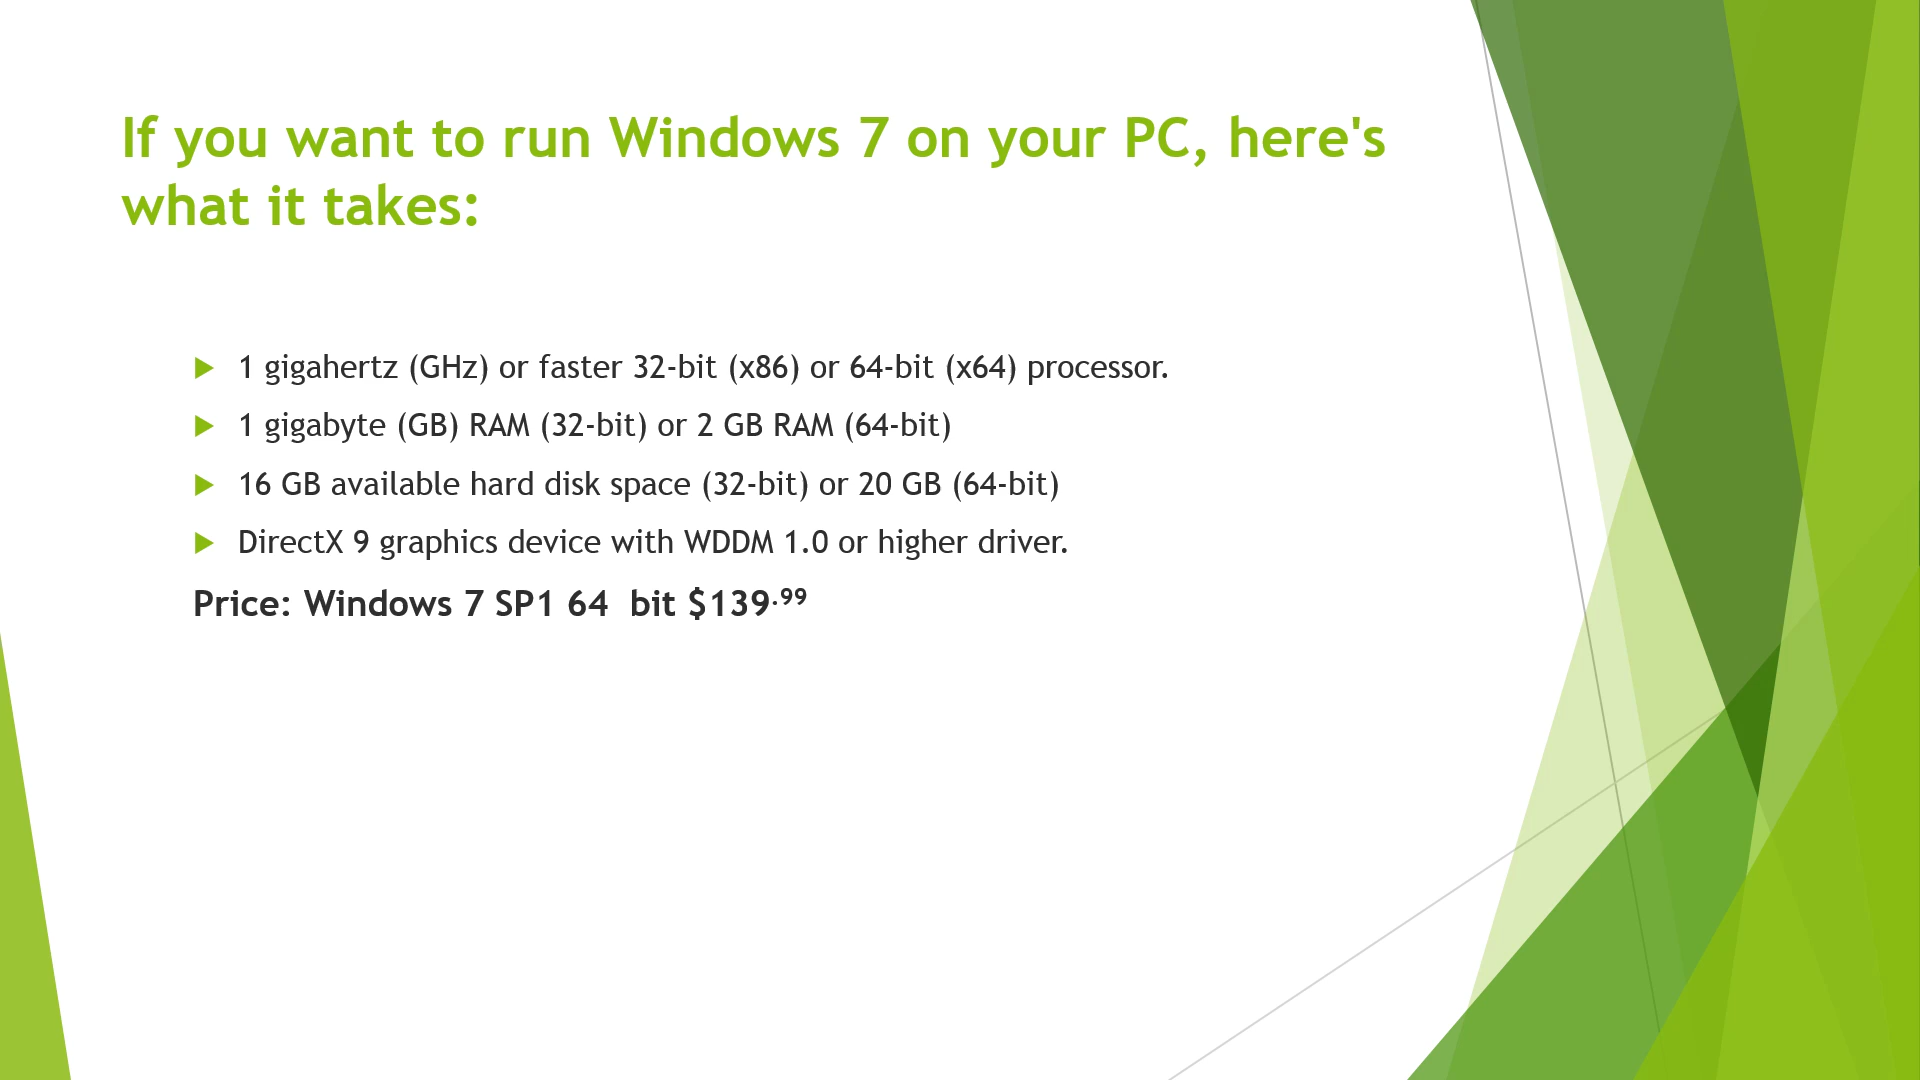 If you want to run Windows 7 on your PC, here's
what it takes:
1 gigahertz (GHz) or faster 32-bit (x86) or 64-bit (x64) processor.
1 gigabyte (GB) RAM (32-bit) or 2 GB RAM (64-bit)
16 GB available hard disk space (32-bit) or 20 GB (64-bit)
DirectX 9 graphics device with WDDM 1.0 or higher driver.
Price: Windows 7 SP1 64  bit $139.99